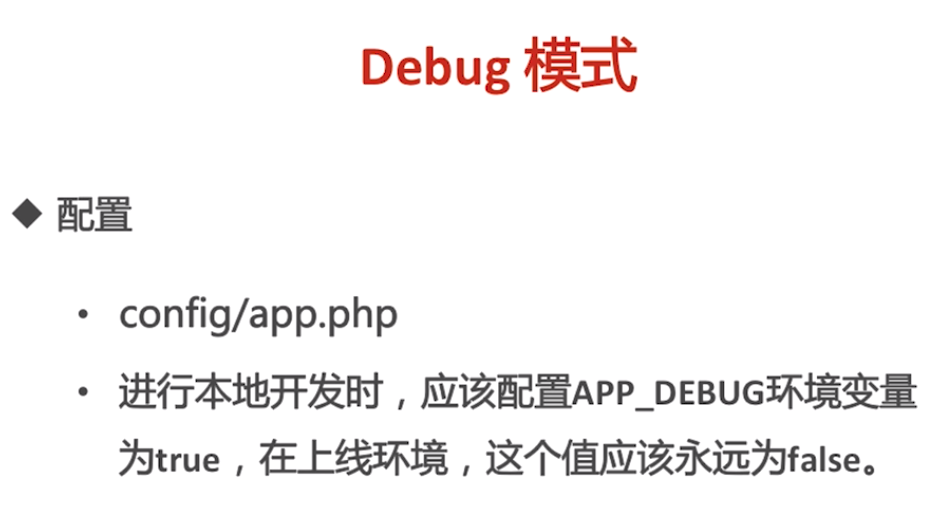 Debug 模式
◆ 配置
• config/app.php
• 进行本地开发时，应该配置APP_DEBUG环境变量
为true，在上线环境，这个值应该永远为false。